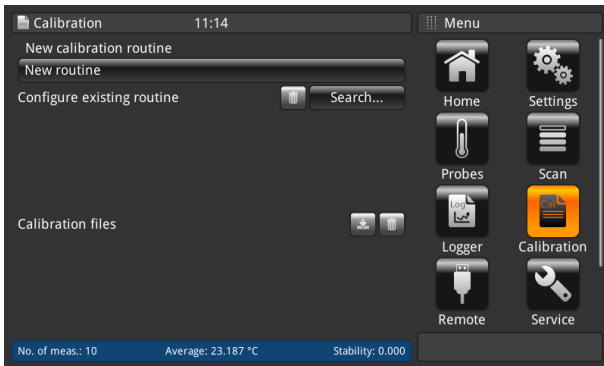 Calibration 11:14
New calibration routine
New routine
Configure existing routine Search...
Calibration files
No. of meas.: 10 Average: 23.187 °C Stability: 0.000
Menu
Home Settings
Probes Scan
Log
Cal
Logger Calibration
Remote Service